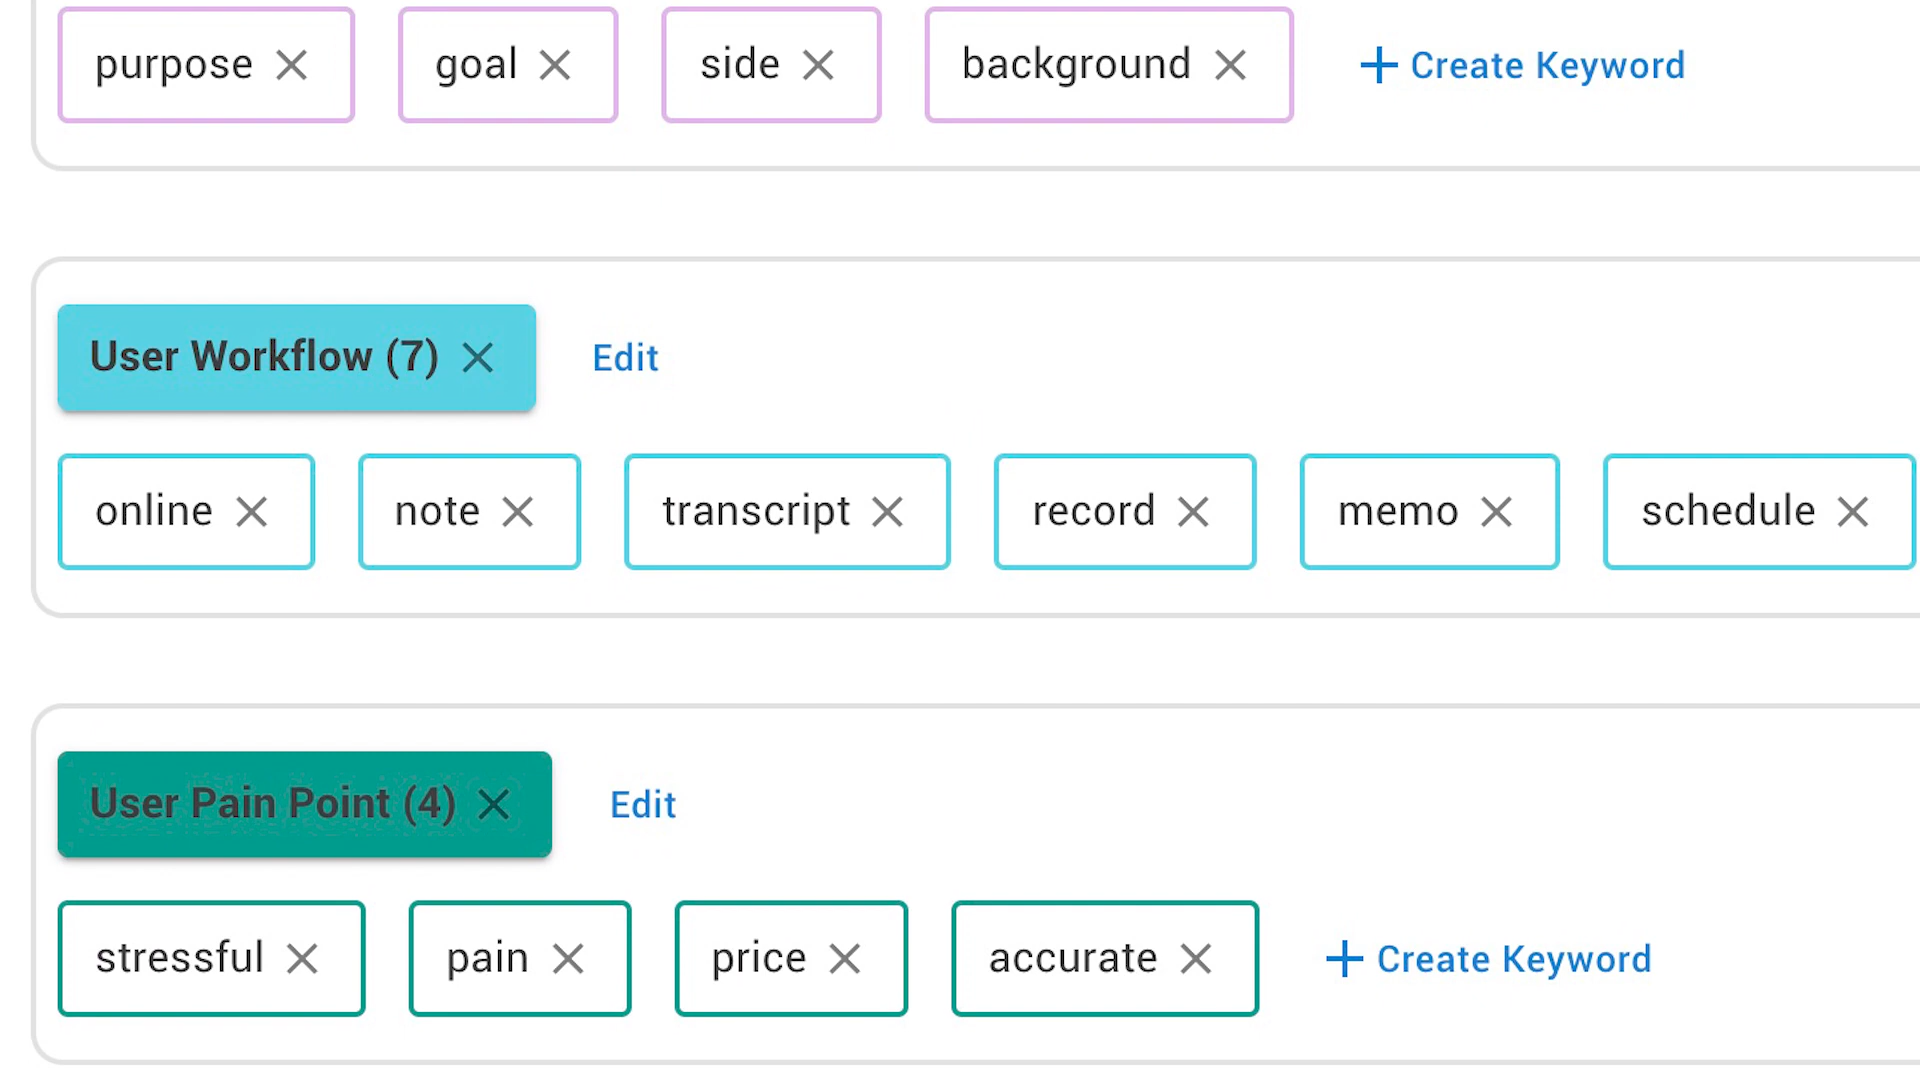 purpose goal side background + Create Keyword
User Workflow (7) Edit
online note transcript record memo schedule
User Pain Point (4) Edit
stressful pain price accurate + Create Keyword